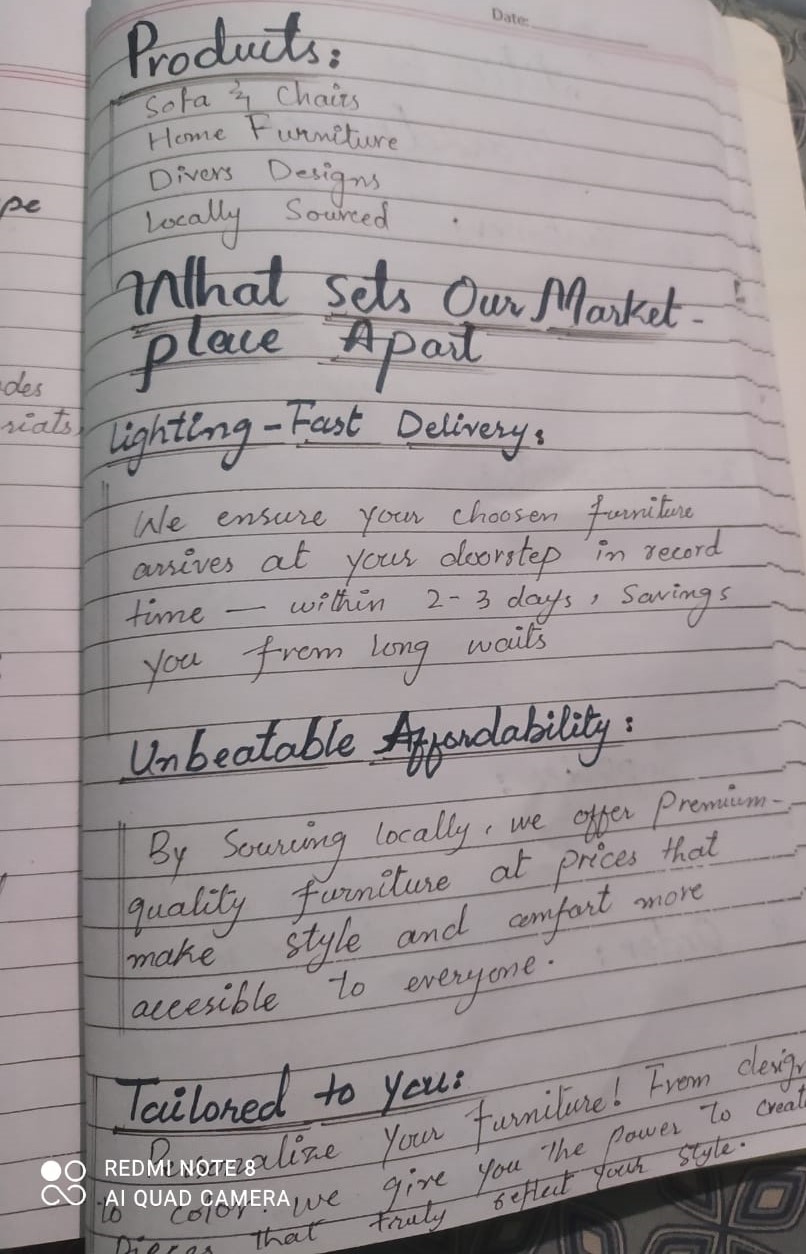 Date:
Products:
Sofa & Chairs
Home Furniture
Divers Designs
Locally Sourced
What sets Our Market-
place Apart
Lighting-Fast Delivery:
We ensure your choosen furniture
arrives at your doorstep in record
time — within 2-3 days, Savings
you from long waits
Unbeatable Affordability:
By Sourcing locally, we offer Premium-
quality furniture at prices that
make style and comfort more
accesible to everyone.
Tailored to you:
Personalize Your furniture! From design
to color. we give you the power to creat
Pieces that truly reflect your style.
pe
des
riats
REDMI NOTE 8
AI QUAD CAMERA